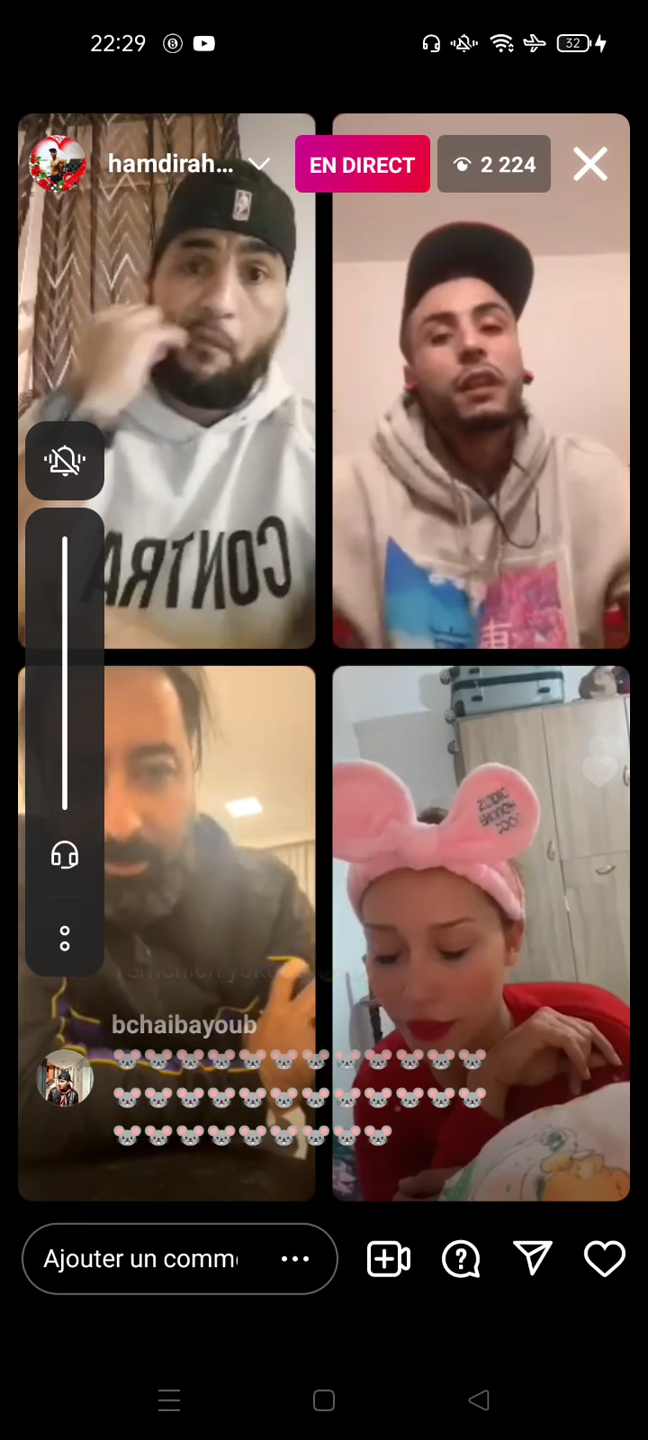 22:29
32
hamdirah...
EN DIRECT
2 224
CONTRA
bchaibayoub
🐭🐭🐭🐭🐭🐭🐭🐭🐭🐭🐭🐭
🐭🐭🐭🐭🐭🐭🐭🐭🐭🐭🐭🐭
🐭🐭🐭🐭🐭🐭🐭🐭🐭
Ajouter un comm